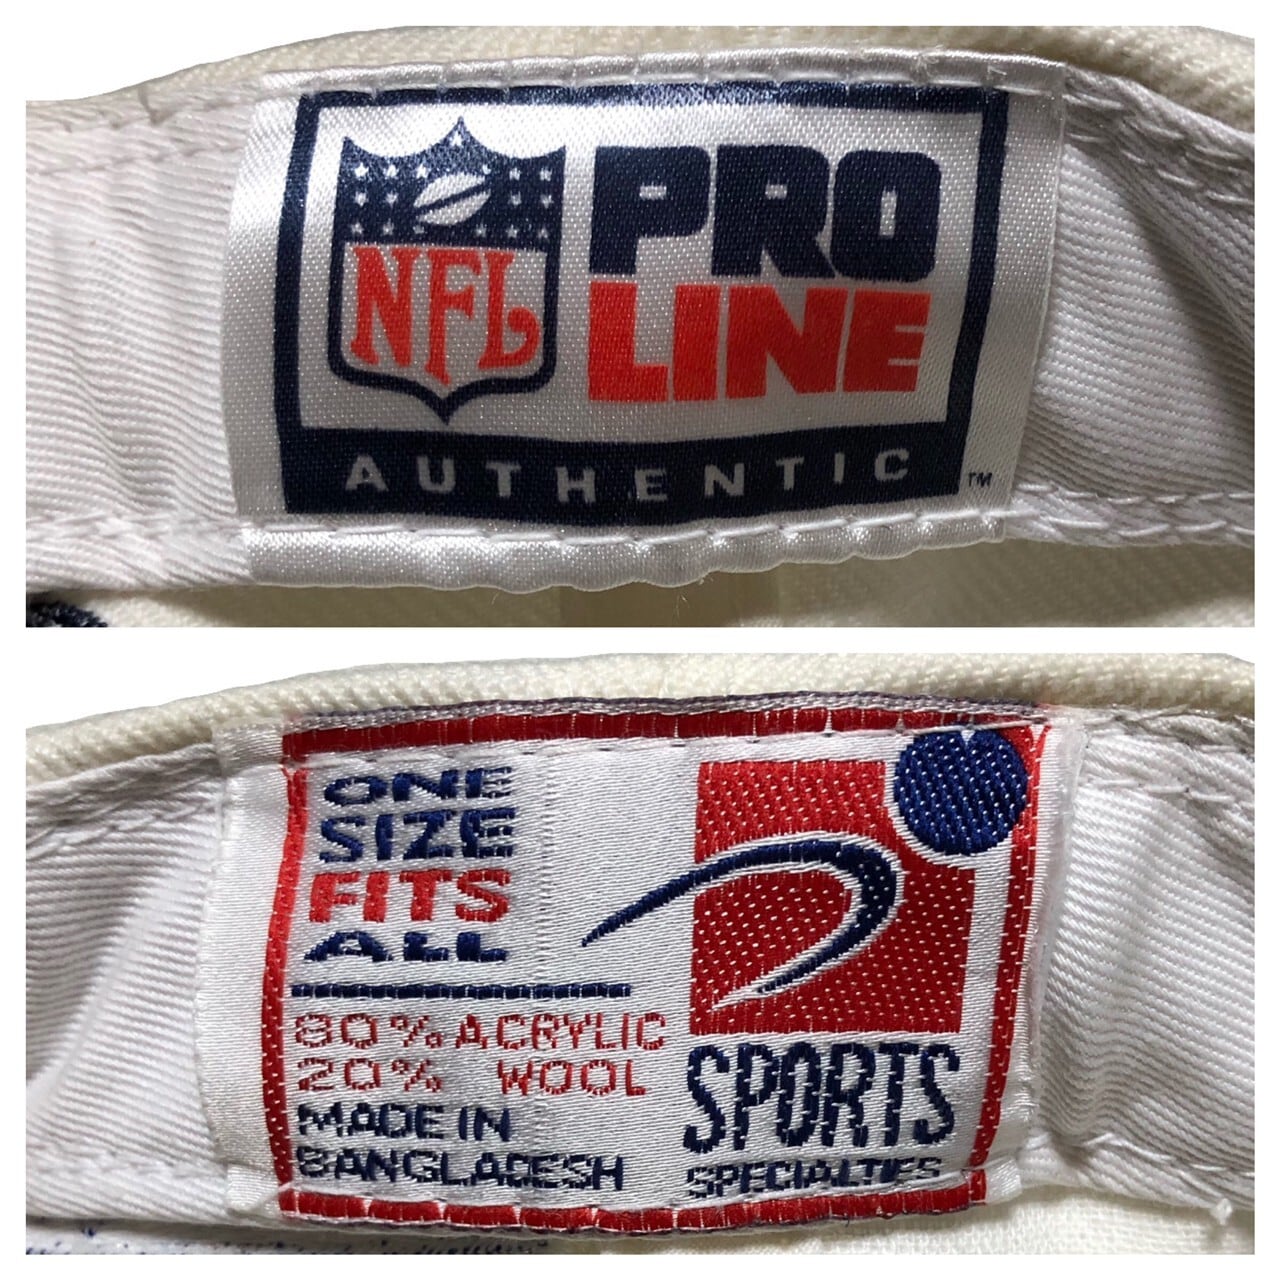 NFL
PRO
LINE
AUTHENTIC
TM
ONE
SIZE
FITS
ALL
80% ACRYLIC
20% WOOL
MADE IN
BANGLADESH
SPORTS
SPECIALTIES